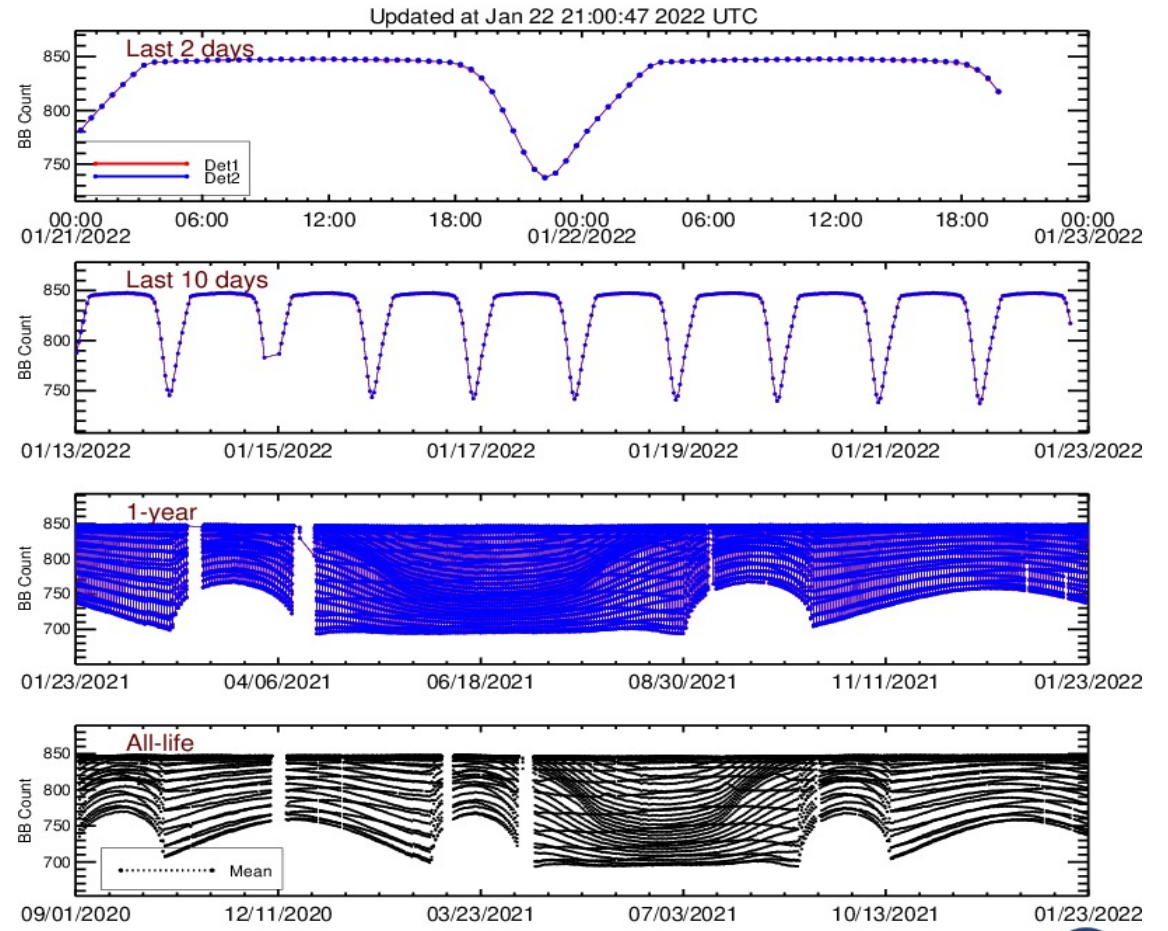 Updated at Jan 22 21:00:47 2022 UTC
Last 2 days
BB Count
850
800
750
Det1
Det2
00:00 06:00 12:00 18:00 00:00 06:00 12:00 18:00 00:00
01/21/2022 01/22/2022 01/23/2022
Last 10 days
BB Count
850
800
750
01/13/2022 01/15/2022 01/17/2022 01/19/2022 01/21/2022 01/23/2022
1-year
BB Count
850
800
750
700
01/23/2021 04/06/2021 06/18/2021 08/30/2021 11/11/2021 01/23/2022
All-life
BB Count
850
800
750
700
Mean
09/01/2020 12/11/2020 03/23/2021 07/03/2021 10/13/2021 01/23/2022